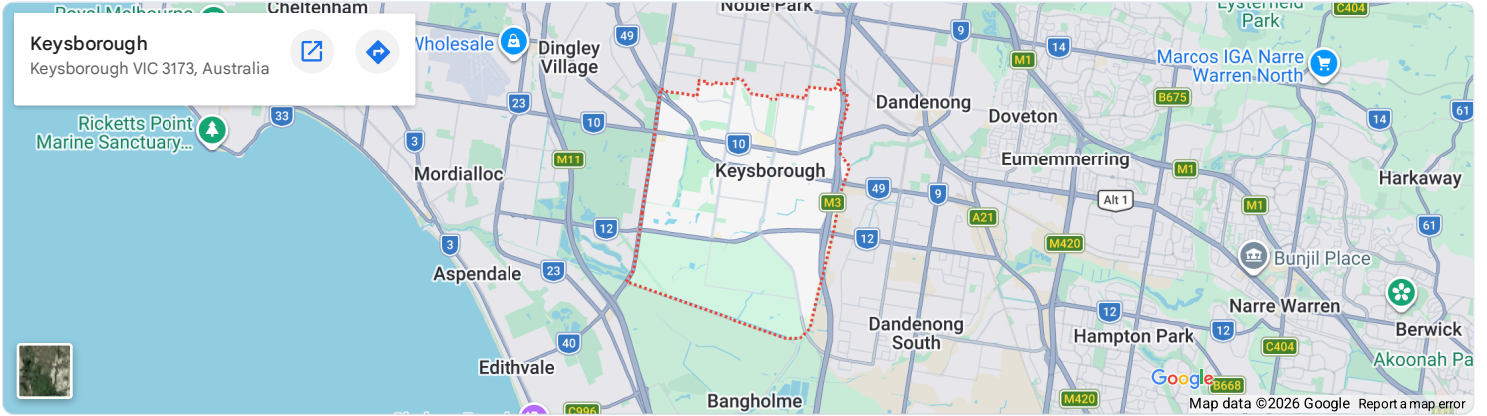 Royal Melbourne
Cheltenham
Noble Park
Lysterfield
Park
C404
Keysborough
Keysborough VIC 3173, Australia
Wholesale
49
Dingley
Village
9
14
M1
Marcos IGA Narre
Warren North
B675
23
33
10
Dandenong
Doveton
14
61
Ricketts Point
Marine Sanctuary...
3
M11
10
Eumemmerring
M1
Mordialloc
Keysborough
49
9
Alt 1
Harkaway
M3
A21
M1
61
12
12
M420
3
Aspendale
23
Bunjil Place
Narre Warren
12
12
Berwick
Dandenong
South
Hampton Park
40
C404
Akoonah Pa
Edithvale
Bangholme
Google
B668
M420
C996
Map data ©2026 Google
Report a map error